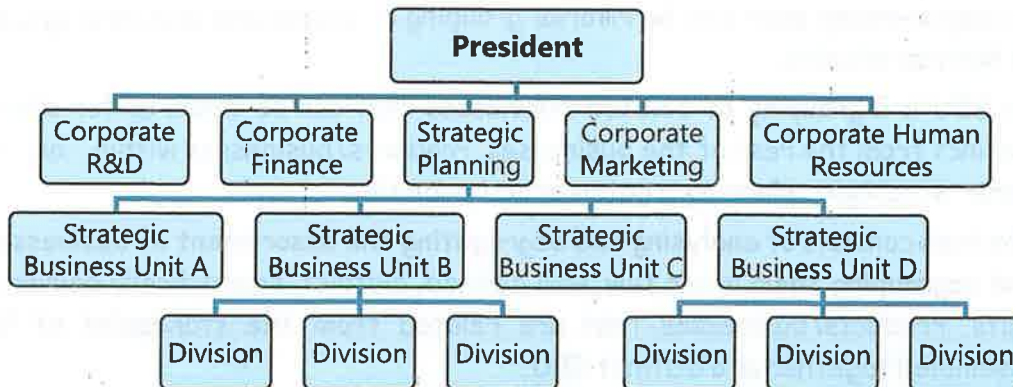 President
Corporate
R&D
Corporate
Finance
Strategic
Planning
Corporate
Marketing
Corporate Human
Resources
Strategic
Business Unit A
Strategic
Business Unit B
Strategic
Business Unit C
Strategic
Business Unit D
Division
Division
Division
Division
Division
Division